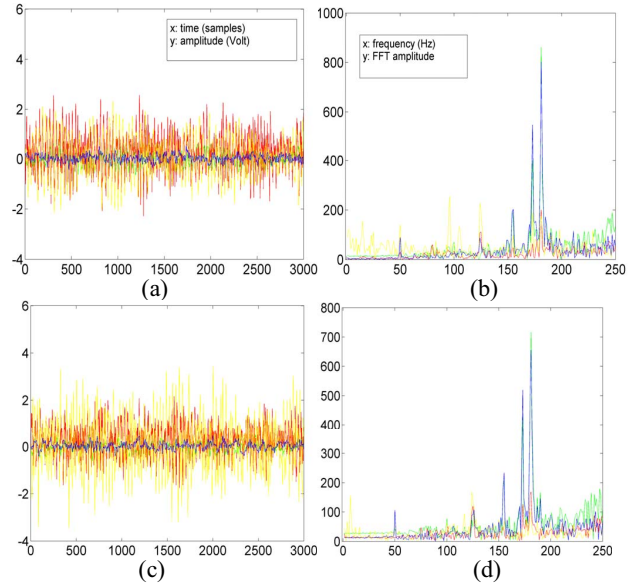 x: time (samples)
y: amplitude (Volt)
6
4
2
0
-2
-4
0 500 1000 1500 2000 2500 3000
(a)
x: frequency (Hz)
y: FFT amplitude
1000
800
600
400
200
0
0 50 100 150 200 250
(b)
6
4
2
0
-2
-4
0 500 1000 1500 2000 2500 3000
(c)
800
700
600
500
400
300
200
100
0
0 50 100 150 200 250
(d)